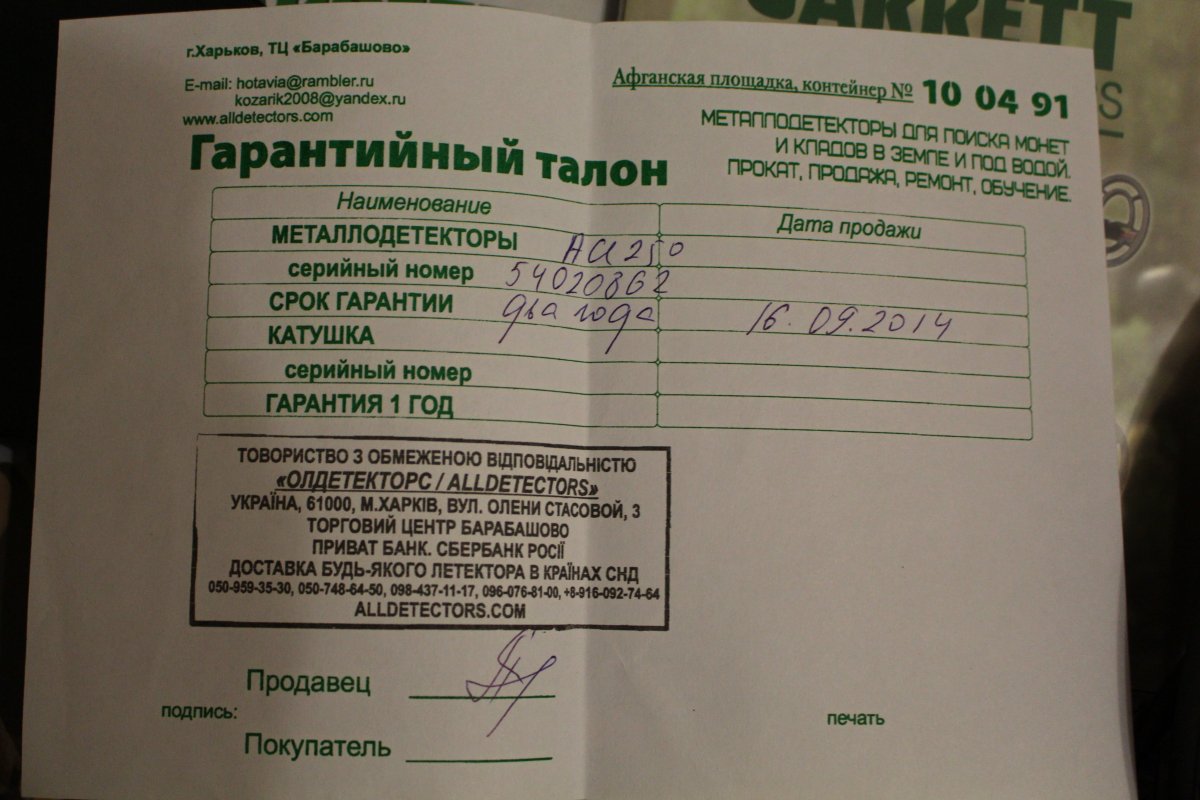 GARRETT
г.Харьков, ТЦ «Барабашово»
E-mail: hotavia@rambler.ru
kozarik2008@yandex.ru
www.alldetectors.com
Афганская площадка, контейнер № 10 04 91
МЕТАЛЛОДЕТЕКТОРЫ ДЛЯ ПОИСКА МОНЕТ
И КЛАДОВ В ЗЕМЛЕ И ПОД ВОДОЙ.
ПРОКАТ, ПРОДАЖА, РЕМОНТ, ОБУЧЕНИЕ.
Гарантийный талон
Наименование
Дата продажи
МЕТАЛЛОДЕТЕКТОРЫ 250
серийный номер 54020862
СРОК ГАРАНТИИ два года 16.09.2014
КАТУШКА
серийный номер
ГАРАНТИЯ 1 ГОД
ТОВОРИСТВО З ОБМЕЖЕНОЮ ВІДПОВІДАЛЬНІСТЮ
«ОЛДЕТЕКТОРС / ALLDETECTORS»
УКРАЇНА, 61000, М.ХАРКІВ, ВУЛ. ОЛЕНИ СТАСОВОЙ, 3
ТОРГОВИЙ ЦЕНТР БАРАБАШОВО
ПРИВАТ БАНК. СБЕРБАНК РОСІЇ
ДОСТАВКА БУДЬ-ЯКОГО ЛЕТЕКТОРА В КРАЇНАХ СНД
050-959-35-30, 050-748-64-50, 098-437-11-17, 096-076-81-00, +8-916-092-74-64
ALLDETECTORS.COM
Продавец
подпись:
печать
Покупатель